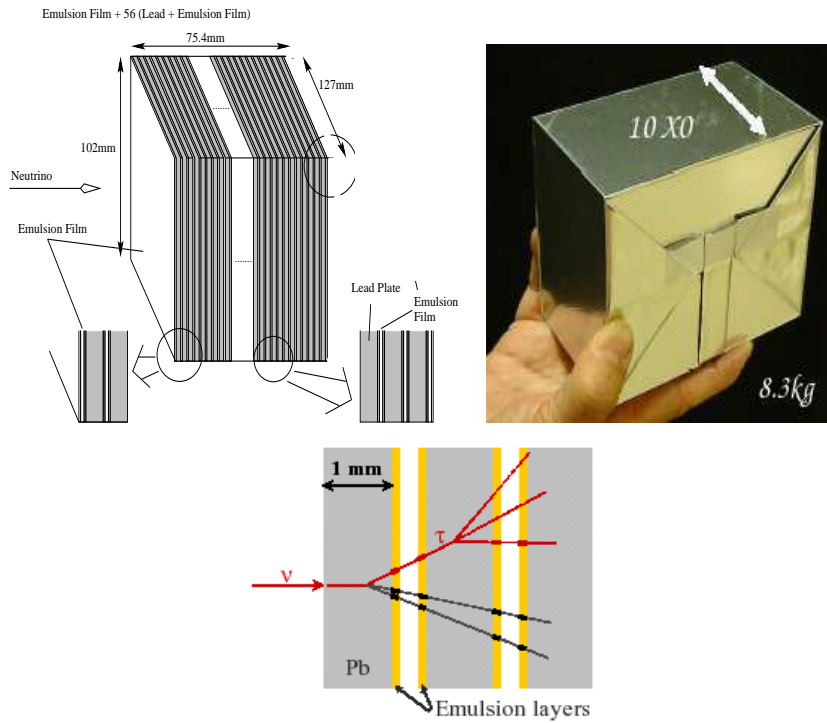 Emulsion Film + 56 (Lead + Emulsion Film)
75.4mm
127mm
102mm
Neutrino
Emulsion Film
Lead Plate
Emulsion
Film
10 X0
8.3kg
1 mm
τ
ν
Pb
Emulsion layers